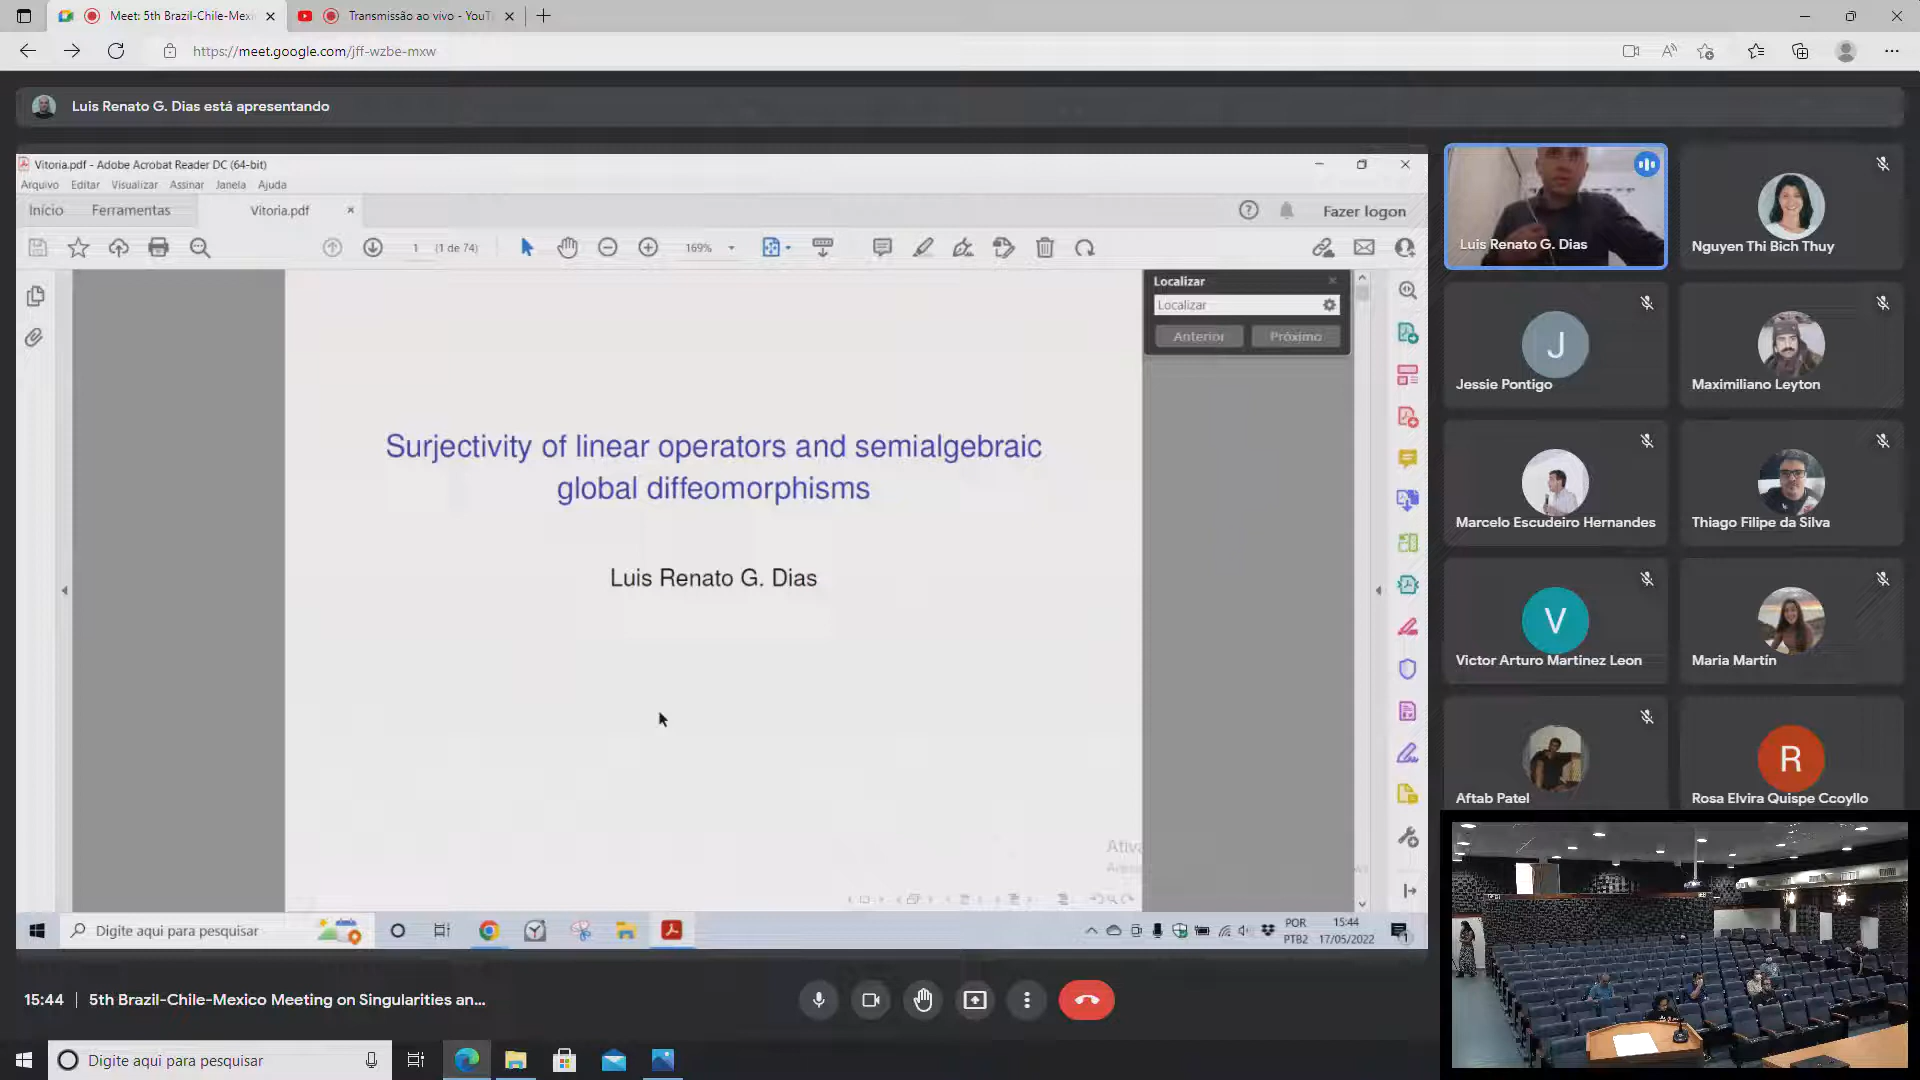 Meet: 5th Brazil-Chile-Mex
Transmissão ao vivo - YouT
https://meet.google.com/jff-wzbe-mxw
Luis Renato G. Dias está apresentando
Vitoria.pdf - Adobe Acrobat Reader DC (64-bit)
Arquivo Editar Visualizar Assinar Janela Ajuda
Início Ferramentas Vitoria.pdf Fazer logon
1 (1 de 74) 169%
Localizar
Localizar
Anterior Próximo
Surjectivity of linear operators and semialgebraic
global diffeomorphisms
Luis Renato G. Dias
Ativa
Digite aqui para pesquisar
POR
PTB2
15:44
17/05/2022
1
Luis Renato G. Dias
Nguyen Thi Bich Thuy
J
Jessie Pontigo
Maximiliano Leyton
Marcelo Escudeiro Hernandes
Thiago Filipe da Silva
V
Victor Arturo Martinez Leon
Maria Martín
Aftab Patel
R
Rosa Elvira Quispe Ccoyllo
15:44 | 5th Brazil-Chile-Mexico Meeting on Singularities an...
Digite aqui para pesquisar